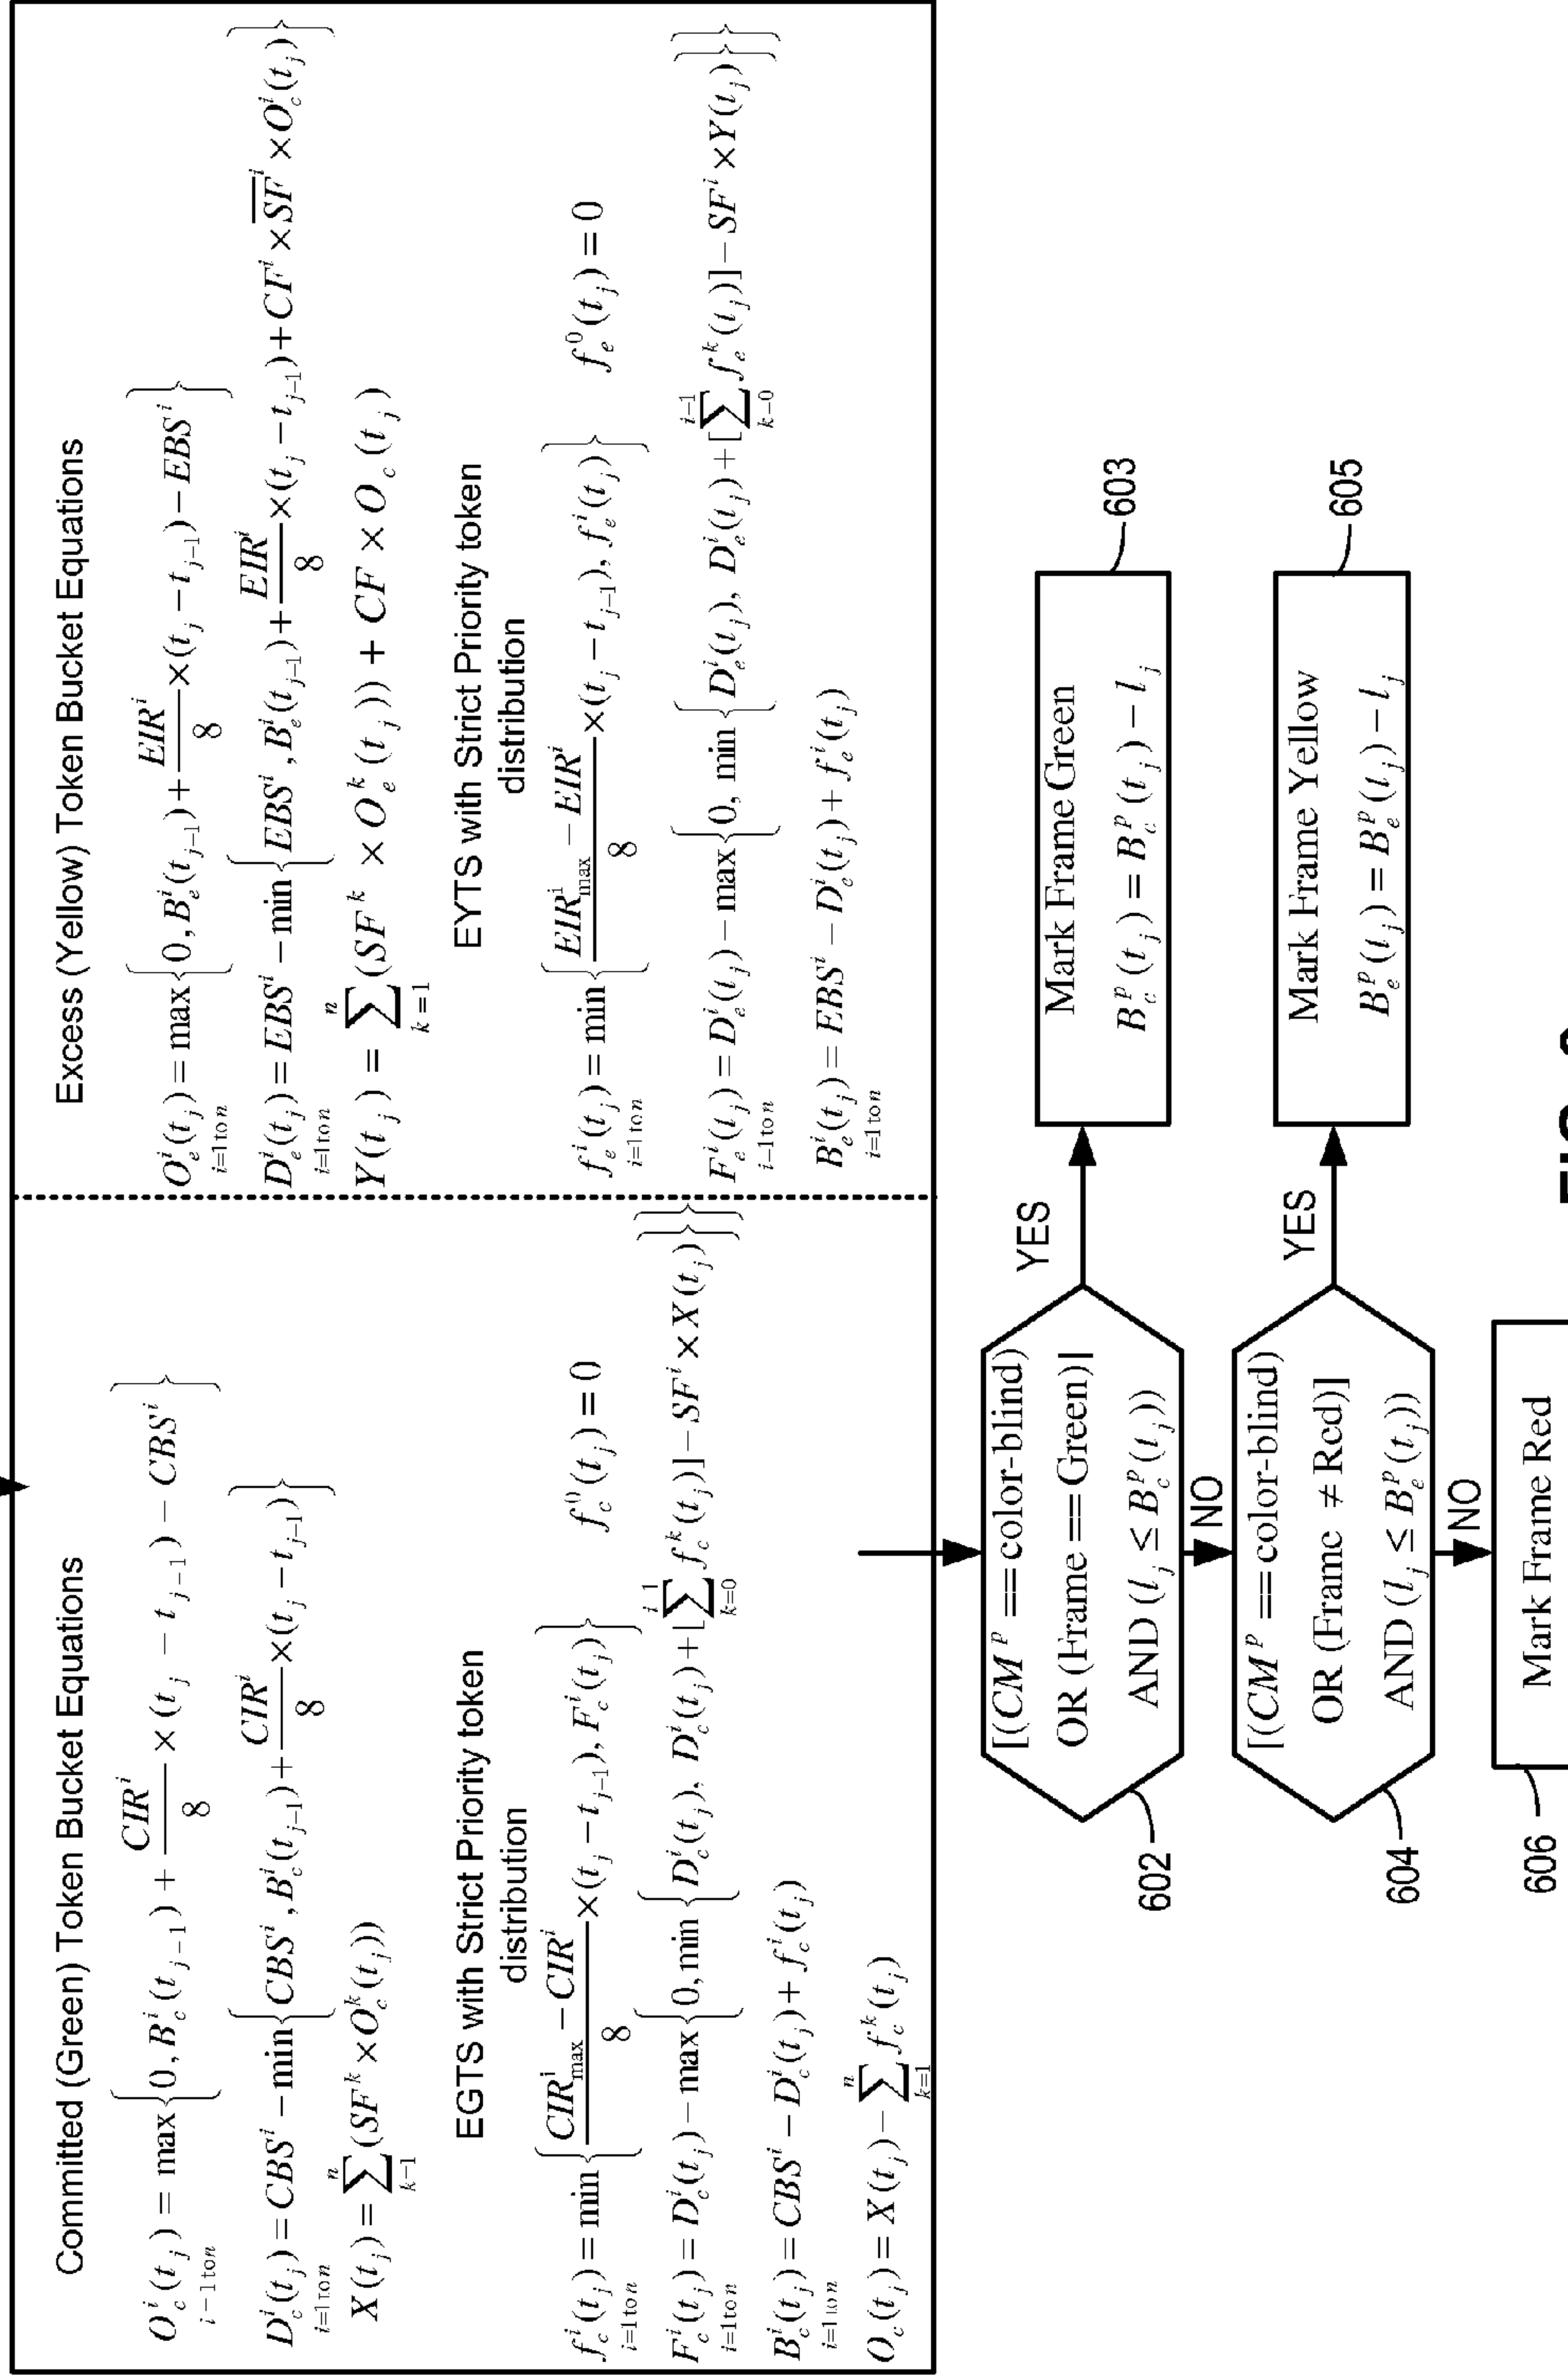 Committed (Green) Token Bucket Equations
O_c^i(t_j) = max{0, B_c^i(t_{j-1}) + CIR^i/8 × (t_j − t_{j-1}) − CBS^i}
i−1 to n
D_c^i(t_j) = CBS^i − min{CBS^i, B_c^i(t_{j-1}) + CIR^i/8 × (t_j − t_{j-1})}
i=1 to n
X(t_j) = ∑_{k−1}^{n} (SF^k × O_c^k(t_j))
EGTS with Strict Priority token
distribution
f_c^i(t_j) = min{CIR_max^i − CIR^i/8 × (t_j − t_{j-1}), F_c^i(t_j)} f_c^0(t_j) = 0
i=1 to n
F_c^i(t_j) = D_c^i(t_j) − max{0, min{D_c^i(t_j), D_c^i(t_j) + [∑_{k=0}^{i 1} f_c^k(t_j)] − SF^i × X(t_j)}}
i=1 to n
B_c^i(t_j) = CBS^i − D_c^i(t_j) + f_c^i(t_j)
i=1 to n
O_c(t_j) = X(t_j) − ∑_{k=1}^{n} f_c^k(t_j)
Excess (Yellow) Token Bucket Equations
O_e^i(t_j) = max{0, B_e^i(t_{j-1}) + EIR^i/8 × (t_j − t_{j-1}) − EBS^i}
i=1 to n
D_e^i(t_j) = EBS^i − min{EBS^i, B_e^i(t_{j-1}) + EIR^i/8 × (t_j − t_{j-1}) + CF^i × S̅F̅^i × O_c^i(t_j)}
i=1 to n
Y(t_j) = ∑_{k=1}^{n} (SF^k × O_e^k(t_j))) + CF × O_c(t_j)
EYTS with Strict Priority token
distribution
f_e^i(t_j) = min{EIR_max^i − EIR^i/8 × (t_j − t_{j-1}), f_e^i(t_j)} f_e^0(t_j) = 0
i=1 to n
F_e^i(t_j) = D_e^i(t_j) − max{0, min{D_e^i(t_j), D_e^i(t_j) + [∑_{k−0}^{i−1} f_e^k(t_j)] − SF^i × Y(t_j)}}
i−1 to n
B_e^i(t_j) = EBS^i − D_e^i(t_j) + f_e^i(t_j)
i=1 to n
602
[(CM^p == color-blind)
OR (Frame == Green)]
AND (l_j ≤ B_c^p(t_j))
YES
Mark Frame Green
B_c^p(t_j) = B_c^p(t_j) − l_j
603
NO
604
[(CM^p == color-blind)
OR (Frame ≠ Red)]
AND (l_j ≤ B_e^p(t_j))
YES
Mark Frame Yellow
B_e^p(t_j) = B_e^p(t_j) − l_j
605
NO
606
Mark Frame Red